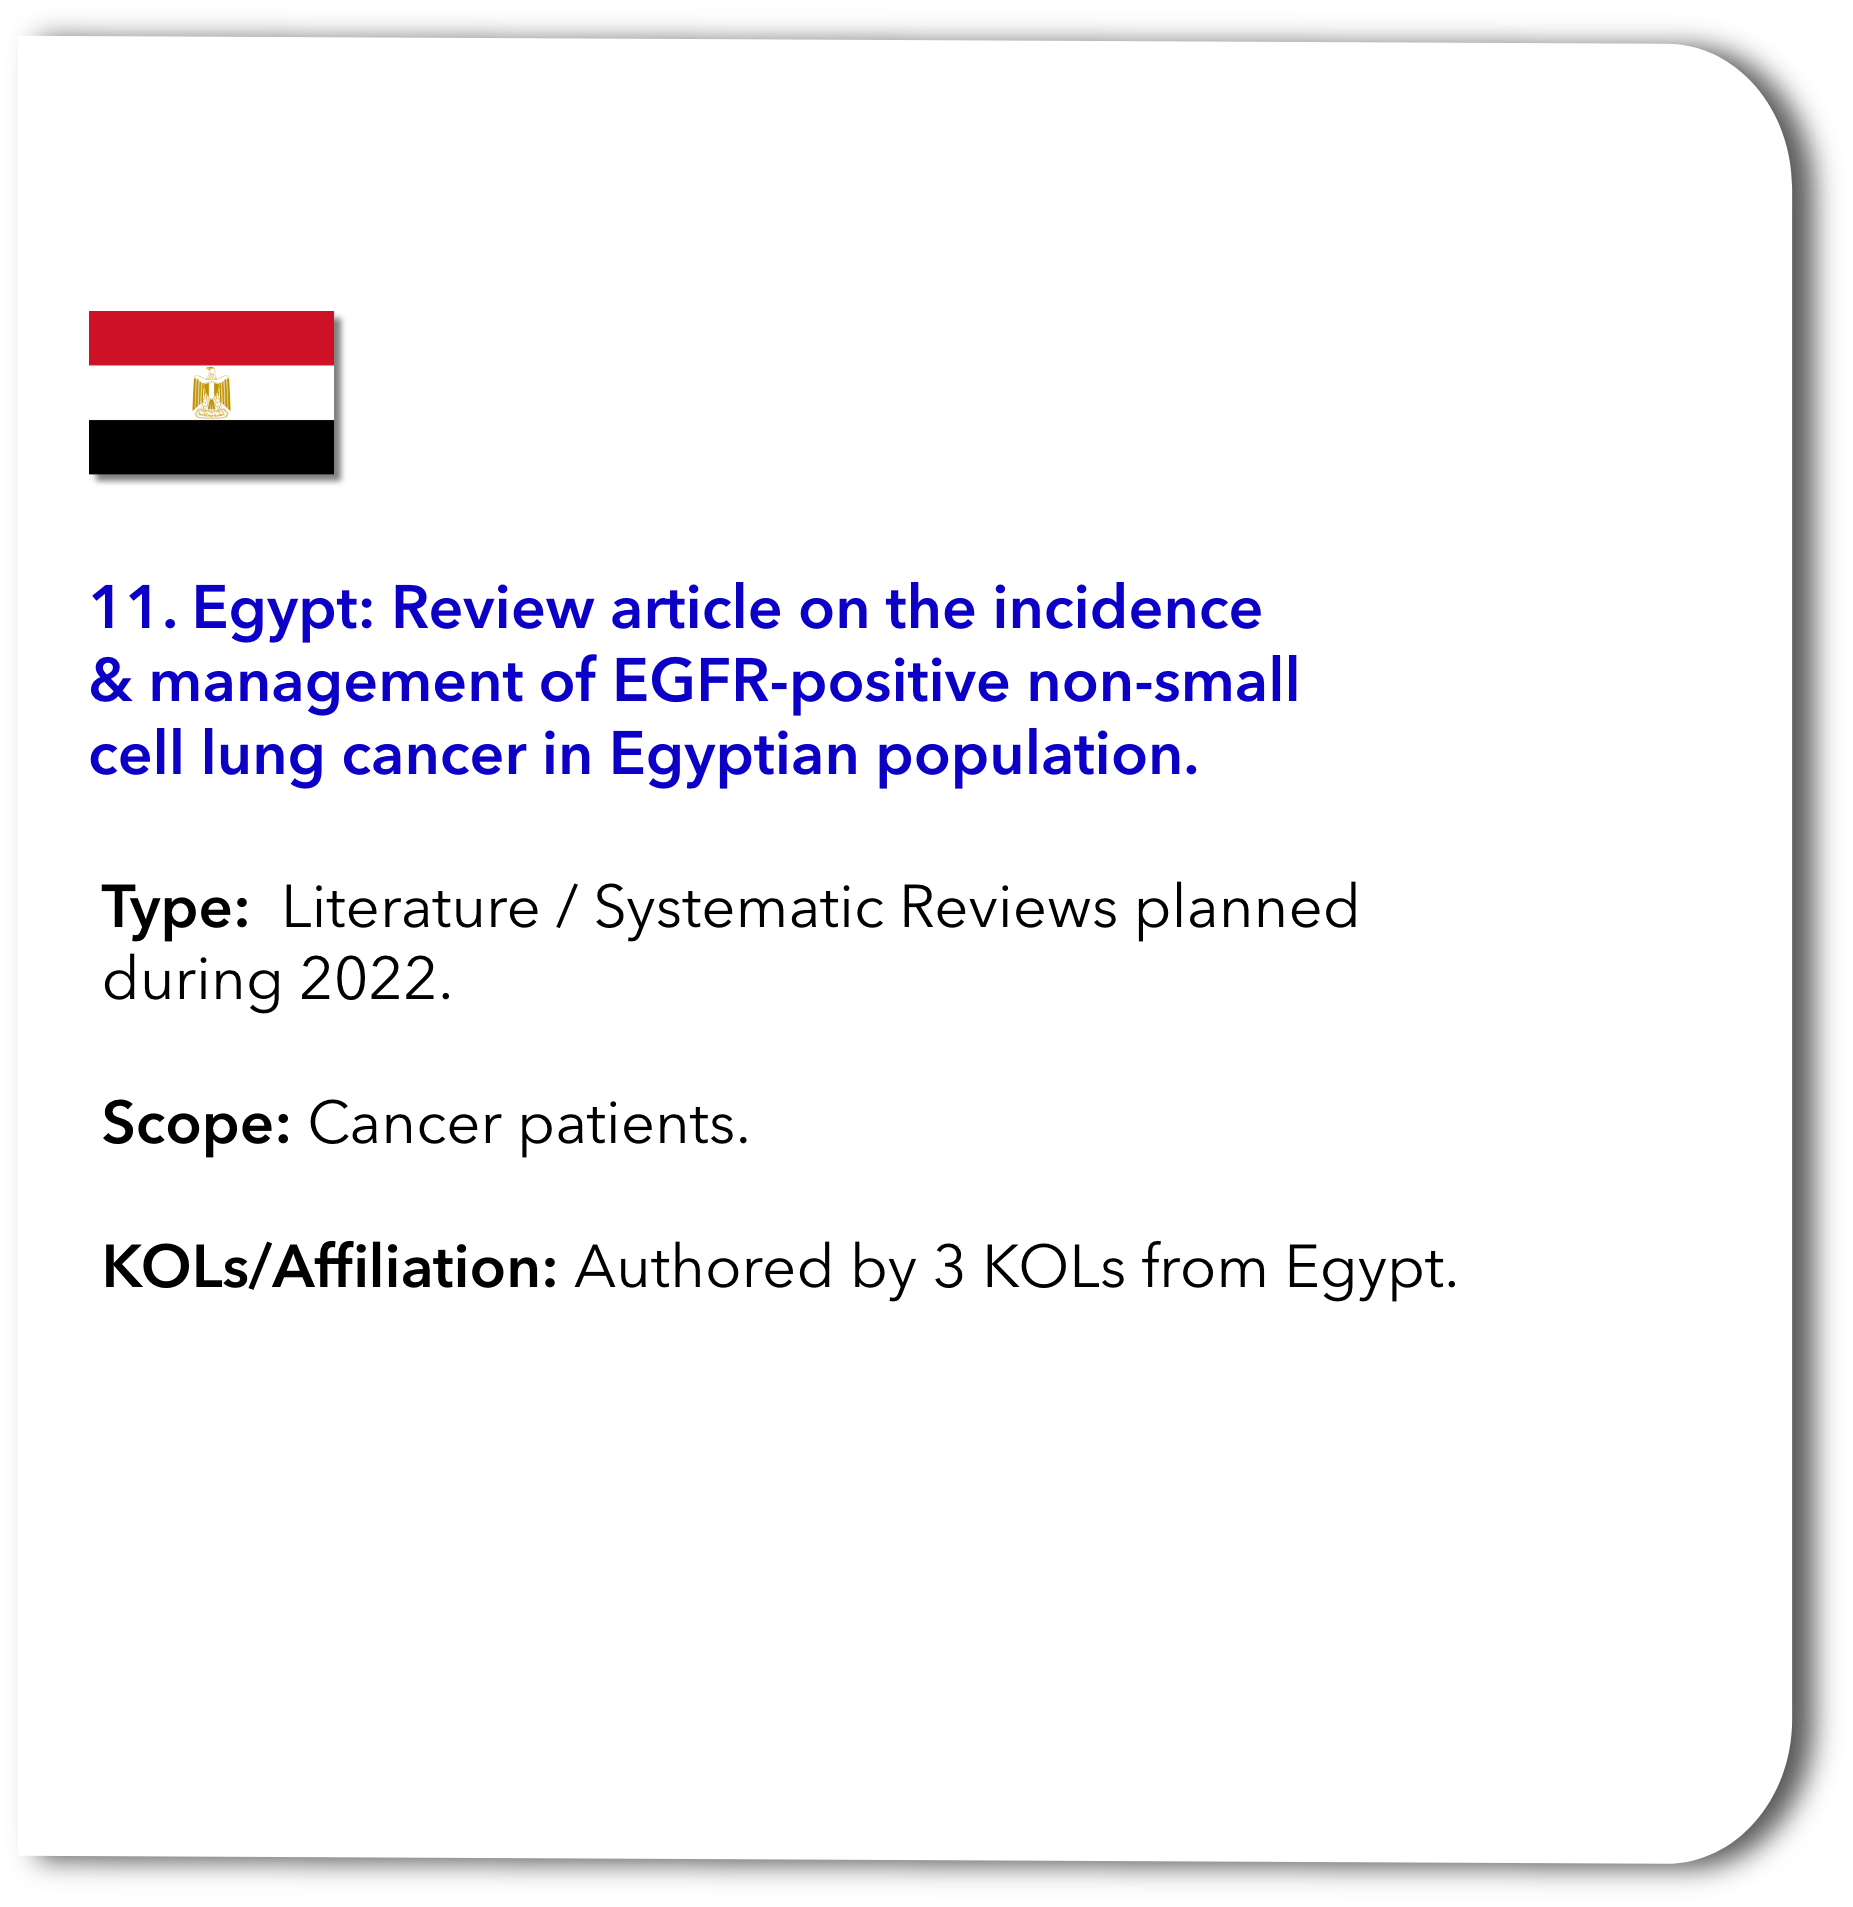 11. Egypt: Review article on the incidence
& management of EGFR-positive non-small
cell lung cancer in Egyptian population.
Type: Literature / Systematic Reviews planned
during 2022.
Scope: Cancer patients.
KOLs/Affiliation: Authored by 3 KOLs from Egypt.